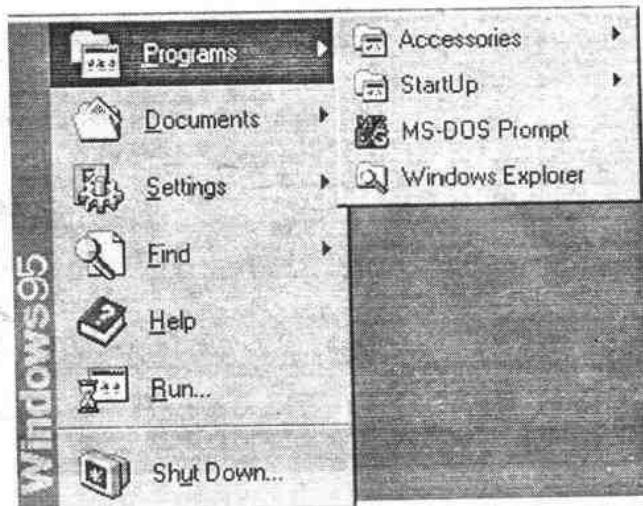 Programs
Documents
Settings
Find
Help
Run...
Shut Down...
Windows95
Accessories
StartUp
MS-DOS Prompt
Windows Explorer